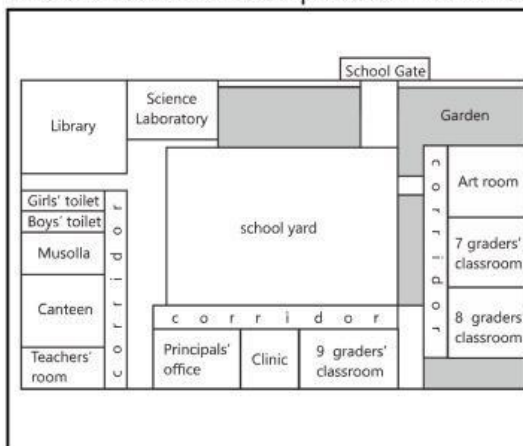 School Gate
Library
Science
Laboratory
Garden
Girls' toilet
Boys' toilet
Musolla
Canteen
Teachers'
room
corridor
school yard
corridor
Principals'
office
Clinic
9 graders'
classroom
corridor
Art room
7 graders'
classroom
8 graders
classroom